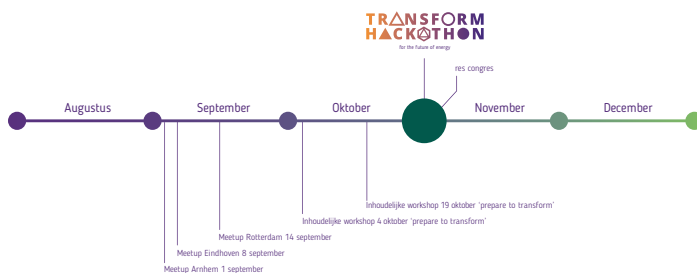 TRANSFORM
HACKOTHON
for the future of energy
res congres
Augustus
September
Oktober
November
December
Inhoudelijke workshop 19 oktober 'prepare to transform'
Inhoudelijke workshop 4 oktober 'prepare to transform'
Meetup Rotterdam 14 september
Meetup Eindhoven 8 september
Meetup Arnhem 1 september